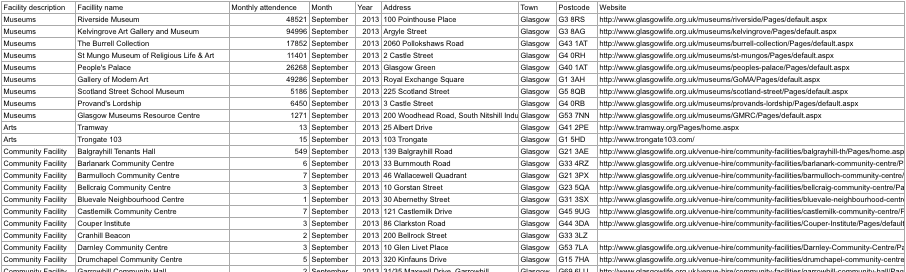 Facility description Facillity name Monthly attendence Month Year Address Town Postcode Website
Museums Riverside Museum 48521 September 2013 100 Pointhouse Place Glasgow G3 8RS http://www.glasgowlife.org.uk/museums/riverside/Pages/default.aspx
Museums Kelvingrove Art Gallery and Museum 94996 September 2013 Argyle Street Glasgow G3 8AG http://www.glasgowlife.org.uk/museums/kelvingrove/Pages/default.aspx
Museums The Burrell Collection 17852 September 2013 2060 Pollokshaws Road Glasgow G43 1AT http://www.glasgowlife.org.uk/museums/burrell-collection/Pages/default.aspx
Museums St Mungo Museum of Religious Life & Art 11401 September 2013 2 Castle Street Glasgow G4 0RH http://www.glasgowlife.org.uk/museums/st-mungos/Pages/default.aspx
Museums People's Palace 26258 September 2013 Glasgow Green Glasgow G40 1AT http://www.glasgowlife.org.uk/museums/peoples-palace/Pages/default.aspx
Museums Gallery of Modern Art 49286 September 2013 Royal Exchange Square Glasgow G1 3AH http://www.glasgowlife.org.uk/museums/GoMA/Pages/default.aspx
Museums Scotland Street School Museum 5186 September 2013 225 Scotland Street Glasgow G5 8QB http://www.glasgowlife.org.uk/museums/scotland-street/Pages/default.aspx
Museums Provand's Lordship 6450 September 2013 3 Castle Street Glasgow G4 0RB http://www.glasgowlife.org.uk/museums/provands-lordship/Pages/default.aspx
Museums Glasgow Museums Resource Centre 1271 September 2013 200 Woodhead Road, South Nitshill Indu Glasgow G53 7NN http://www.glasgowlife.org.uk/museums/GMRC/Pages/default.aspx
Arts Tramway 13 September 2013 25 Albert Drive Glasgow G41 2PE http://www.tramway.org/Pages/home.aspx
Arts Trongate 103 15 September 2013 103 Trongate Glasgow G1 5HD http://www.trongate103.com/
Community Facility Balgrayhill Tenants Hall 549 September 2013 139 Balgrayhill Road Glasgow G21 3AE http://www.glasgowlife.org.uk/venue-hire/community-facilities/balgrayhill-th/Pages/home.asp
Community Facility Barlanark Community Centre 6 September 2013 33 Burnmouth Road Glasgow G33 4RZ http://www.glasgowlife.org.uk/venue-hire/community-facilities/barlanark-community-centre/P
Community Facility Barmulloch Community Centre 7 September 2013 46 Wallacewell Quadrant Glasgow G21 3PX http://www.glasgowlife.org.uk/venue-hire/community-facilities/barmulloch-community-centre/
Community Facility Bellcraig Community Centre 3 September 2013 10 Gorstan Street Glasgow G23 5QA http://www.glasgowlife.org.uk/venue-hire/community-facilities/bellcraig-community-centre/Pa
Community Facility Bluevale Neighbourhood Centre 1 September 2013 30 Abernethy Street Glasgow G31 3SX http://www.glasgowlife.org.uk/venue-hire/community-facilities/bluevale-neighbourhood-centr
Community Facility Castlemilk Community Centre 7 September 2013 121 Castlemilk Drive Glasgow G45 9UG http://www.glasgowlife.org.uk/venue-hire/community-facilities/castlemilk-community-centre/F
Community Facility Couper Institute 3 September 2013 86 Clarkston Road Glasgow G44 3DA http://www.glasgowlife.org.uk/venue-hire/community-facilities/Couper-Institute/Pages/default
Community Facility Cranhill Beacon 2 September 2013 200 Bellrock Street Glasgow G33 3LZ
Community Facility Darnley Community Centre 3 September 2013 10 Glen Livet Place Glasgow G53 7LA http://www.glasgowlife.org.uk/venue-hire/community-facilities/Darnley-Community-Centre/Pa
Community Facility Drumchapel Community Centre 5 September 2013 320 Kinfauns Drive Glasgow G15 7HA http://www.glasgowlife.org.uk/venue-hire/community-facilities/drumchapel-community-centre/
Community Facility Garrowhill Community Hall 2 September 2013 31/35 Maxwell Drive, Garrowhill Glasgow G69 6LU http://www.glasgowlife.org.uk/venue-hire/community-facilities/garrowhill-community-hall/Pag